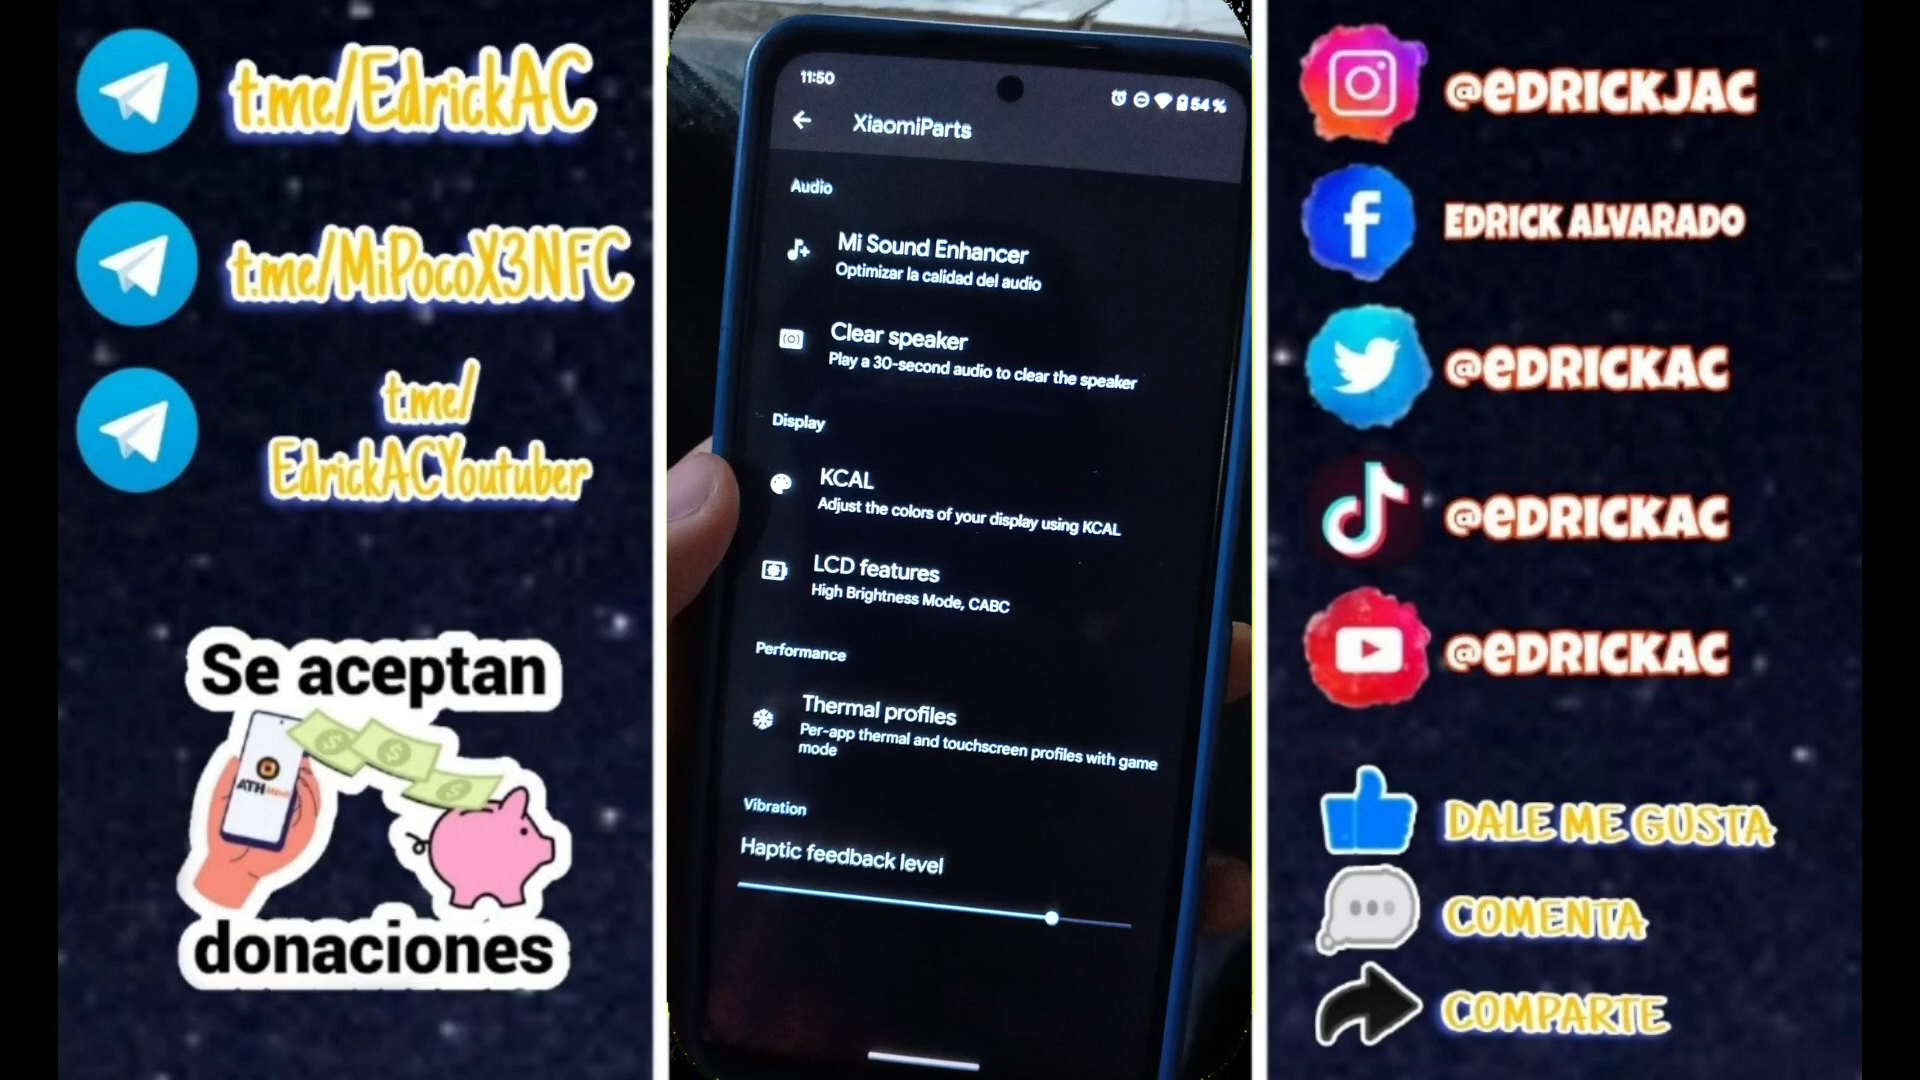 t.me/EdrickAC
t.me/MiPocoX3NFC
t.me/
EdrickACYoutuber
Se aceptan
ATH
donaciones
11:50
54 %
XiaomiParts
Audio
Mi Sound Enhancer
Optimizar la calidad del audio
Clear speaker
Play a 30-second audio to clear the speaker
Display
KCAL
Adjust the colors of your display using KCAL
LCD features
High Brightness Mode, CABC
Performance
Thermal profiles
Per-app thermal and touchscreen profiles with game
mode
Vibration
Haptic feedback level
@EDRICKJAC
EDRICK ALVARADO
@EDRICKAC
@EDRICKAC
@EDRICKAC
DALE ME GUSTA
COMENTA
COMPARTE